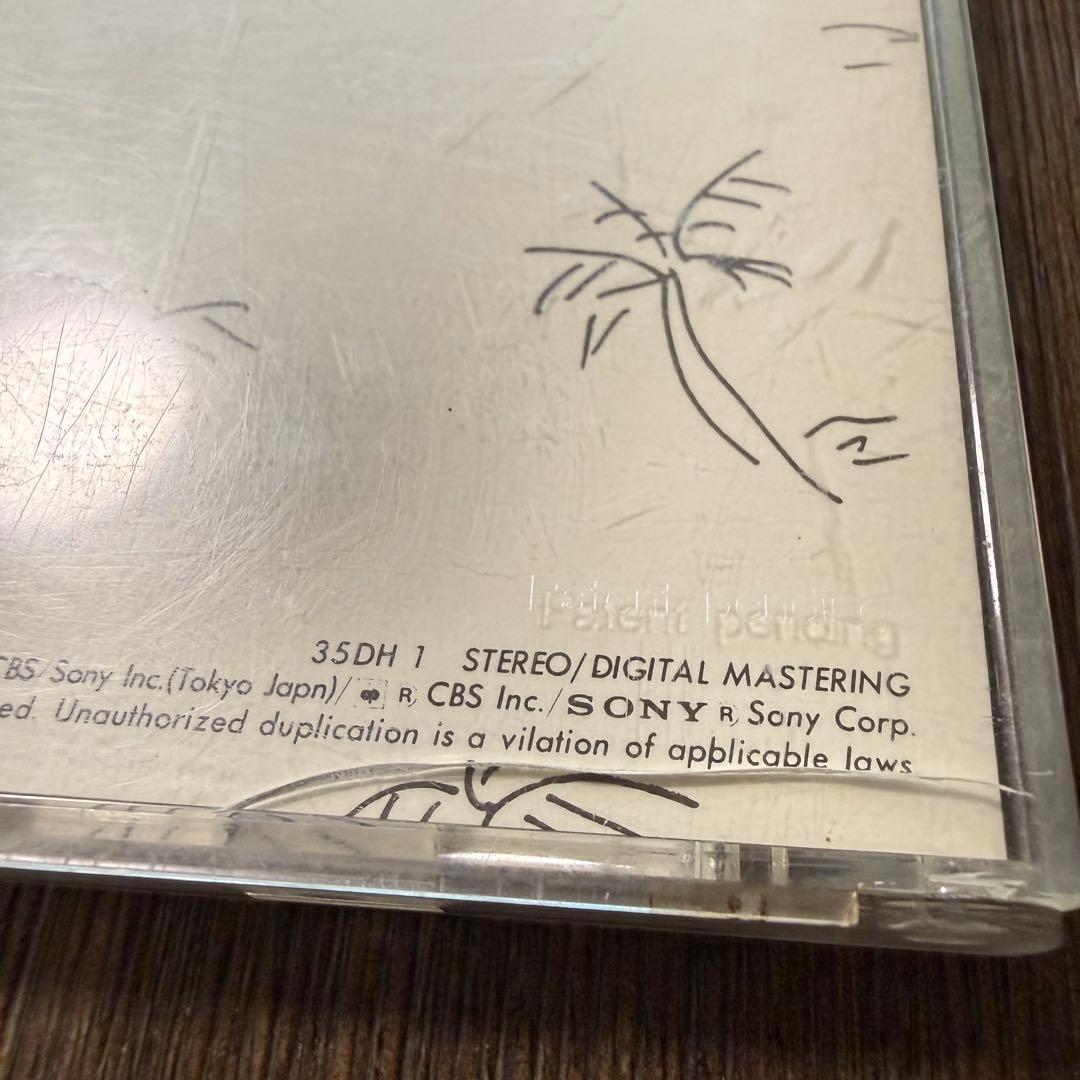 Patent pending
35DH 1 STEREO/DIGITAL MASTERING
CBS/Sony Inc.(Tokyo Japn)/ R CBS Inc./SONY R Sony Corp.
ed. Unauthorized duplication is a vilation of applicable laws